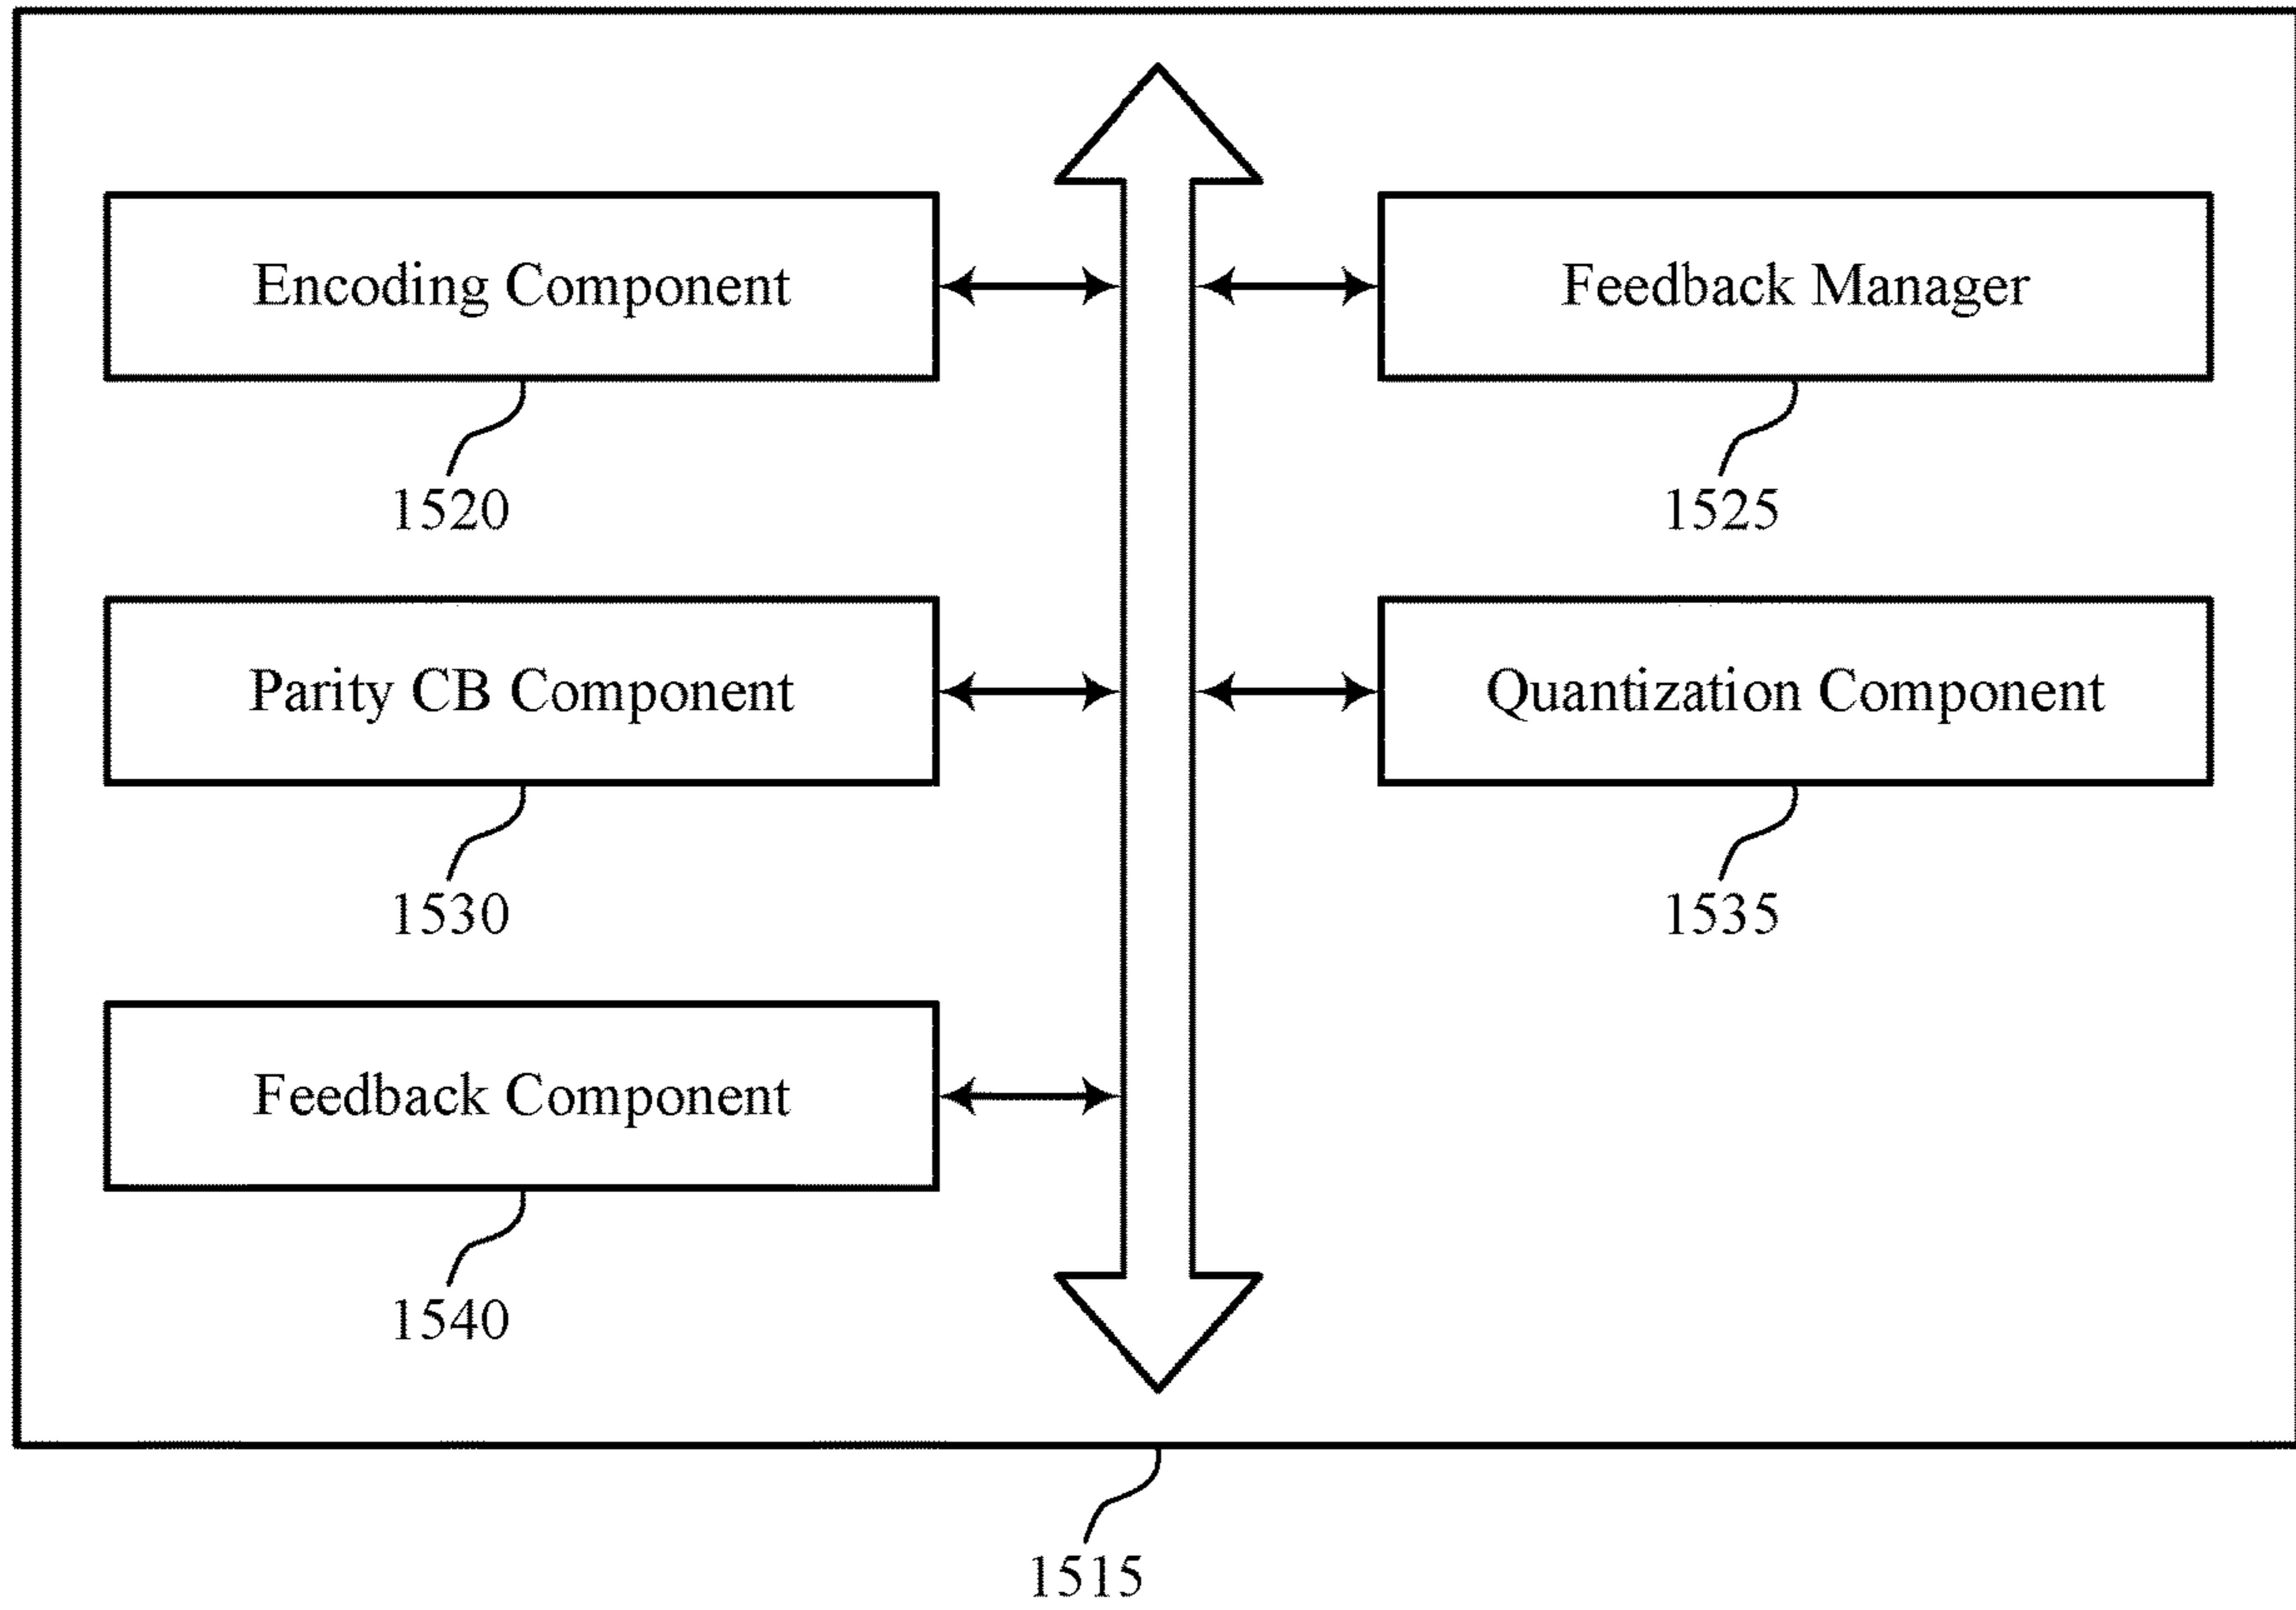 Encoding Component
Feedback Manager
1520
1525
Parity CB Component
Quantization Component
1530
1535
Feedback Component
1540
1515